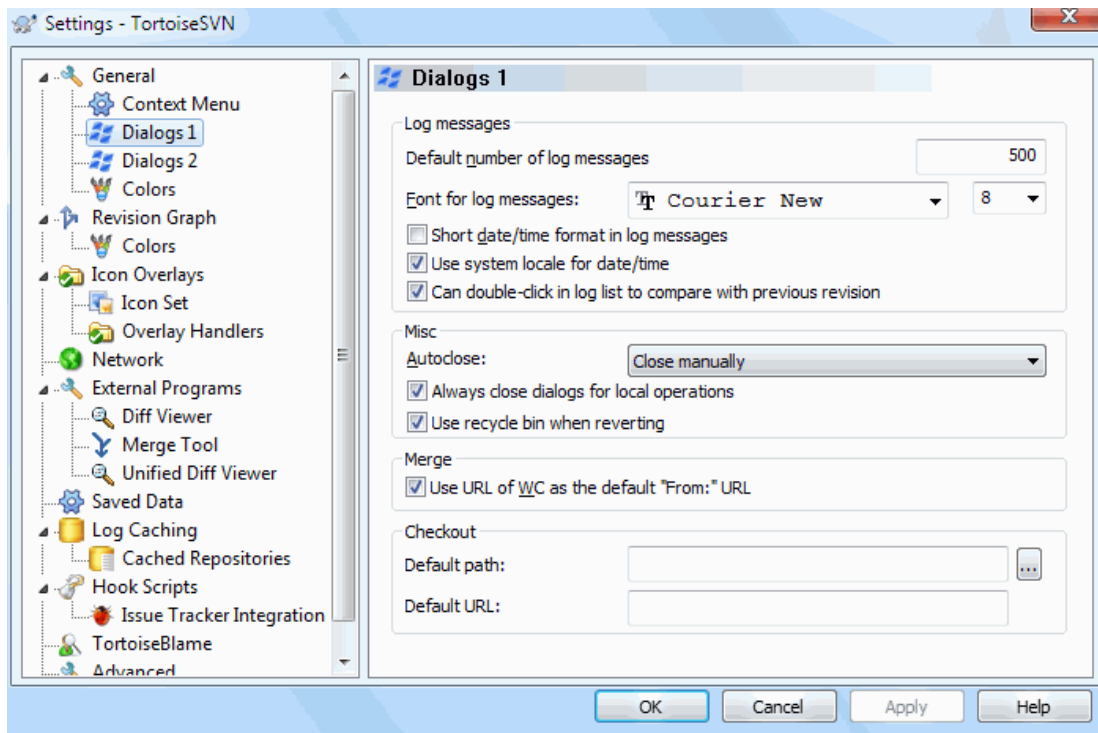 Settings - TortoiseSVN
General
Context Menu
Dialogs 1
Dialogs 2
Colors
Revision Graph
Colors
Icon Overlays
Icon Set
Overlay Handlers
Network
External Programs
Diff Viewer
Merge Tool
Unified Diff Viewer
Saved Data
Log Caching
Cached Repositories
Hook Scripts
Issue Tracker Integration
TortoiseBlame
Advanced
Dialogs 1
Log messages
Default number of log messages 500
Font for log messages: Courier New 8
Short date/time format in log messages
Use system locale for date/time
Can double-click in log list to compare with previous revision
Misc
Autoclose: Close manually
Always close dialogs for local operations
Use recycle bin when reverting
Merge
Use URL of WC as the default "From:" URL
Checkout
Default path: ...
Default URL:
OK Cancel Apply Help